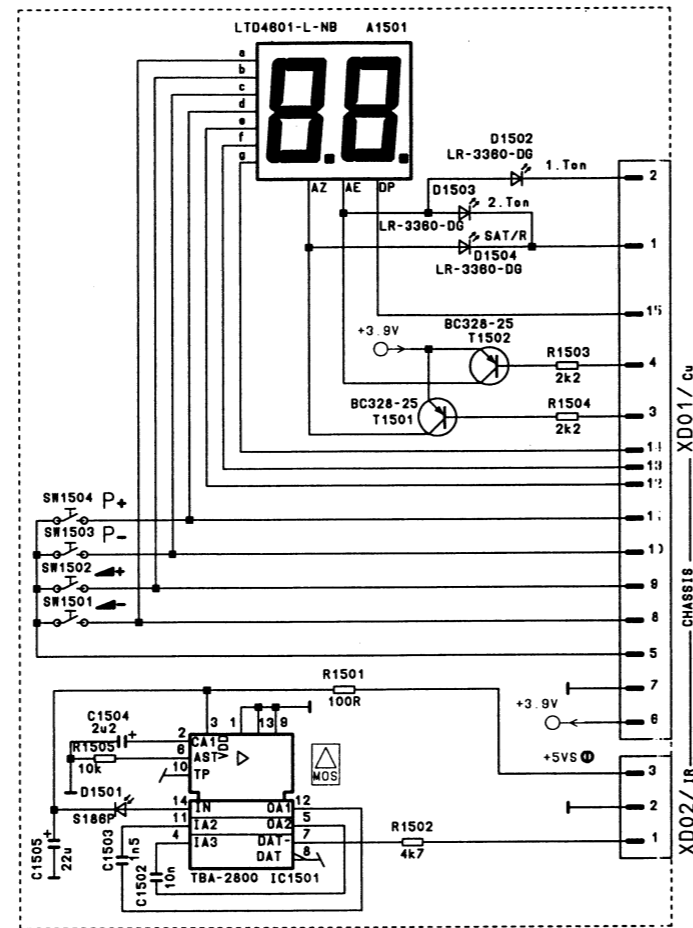 LTD4601-L-NB A1501
a
b
c
d
e
f
g
AZ AE DP
D1502
LR-3360-DG
1.Ton
2
D1503
2.Ton
LR-3360-DG
SAT/R
1
D1504
LR-3360-DG
15
+3.9V
BC328-25
T1502
R1503
4
2k2
BC328-25
T1501
R1504
3
2k2
14
13
12
SW1504 P+
11
SW1503 P-
10
SW1502 +
9
SW1501 -
8
5
R1501
100R
7
+3.9V
6
XD01/Cu
CHASSIS
XD02/IR
+5VS
3
2
1
C1504
2u2 +
R1505
10k
3 1 13 9
2 CA1 VDD
6 AST
10 TP
MOS
D1501
S186P
14 IN OA1 12
11 IA2 OA2 5
4 IA3 DAT- 7
DAT 8
R1502
4k7
C1505
22u
+
C1503
1n5
C1502
10n
TBA-2800 IC1501